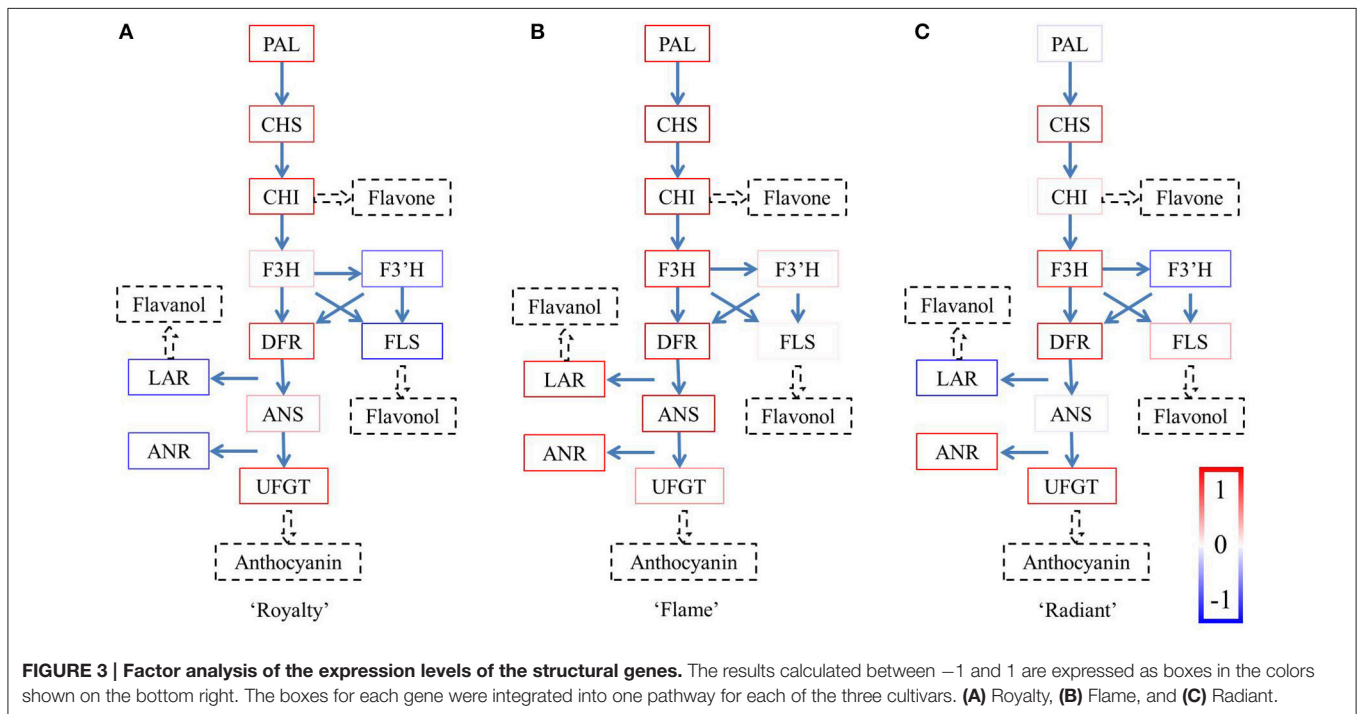 A
PAL
CHS
CHI
Flavone
F3H
F3’H
Flavanol
DFR
FLS
LAR
ANS
Flavonol
ANR
UFGT
Anthocyanin
‘Royalty’
B
PAL
CHS
CHI
Flavone
F3H
F3’H
DFR
FLS
LAR
ANS
Flavonol
ANR
UFGT
Anthocyanin
‘Flame’
C
PAL
CHS
CHI
Flavone
F3H
F3’H
Flavanol
DFR
FLS
LAR
ANS
Flavonol
ANR
UFGT
Anthocyanin
‘Radiant’
1
0
-1
FIGURE 3 | Factor analysis of the expression levels of the structural genes. The results calculated between −1 and 1 are expressed as boxes in the colors
shown on the bottom right. The boxes for each gene were integrated into one pathway for each of the three cultivars. (A) Royalty, (B) Flame, and (C) Radiant.